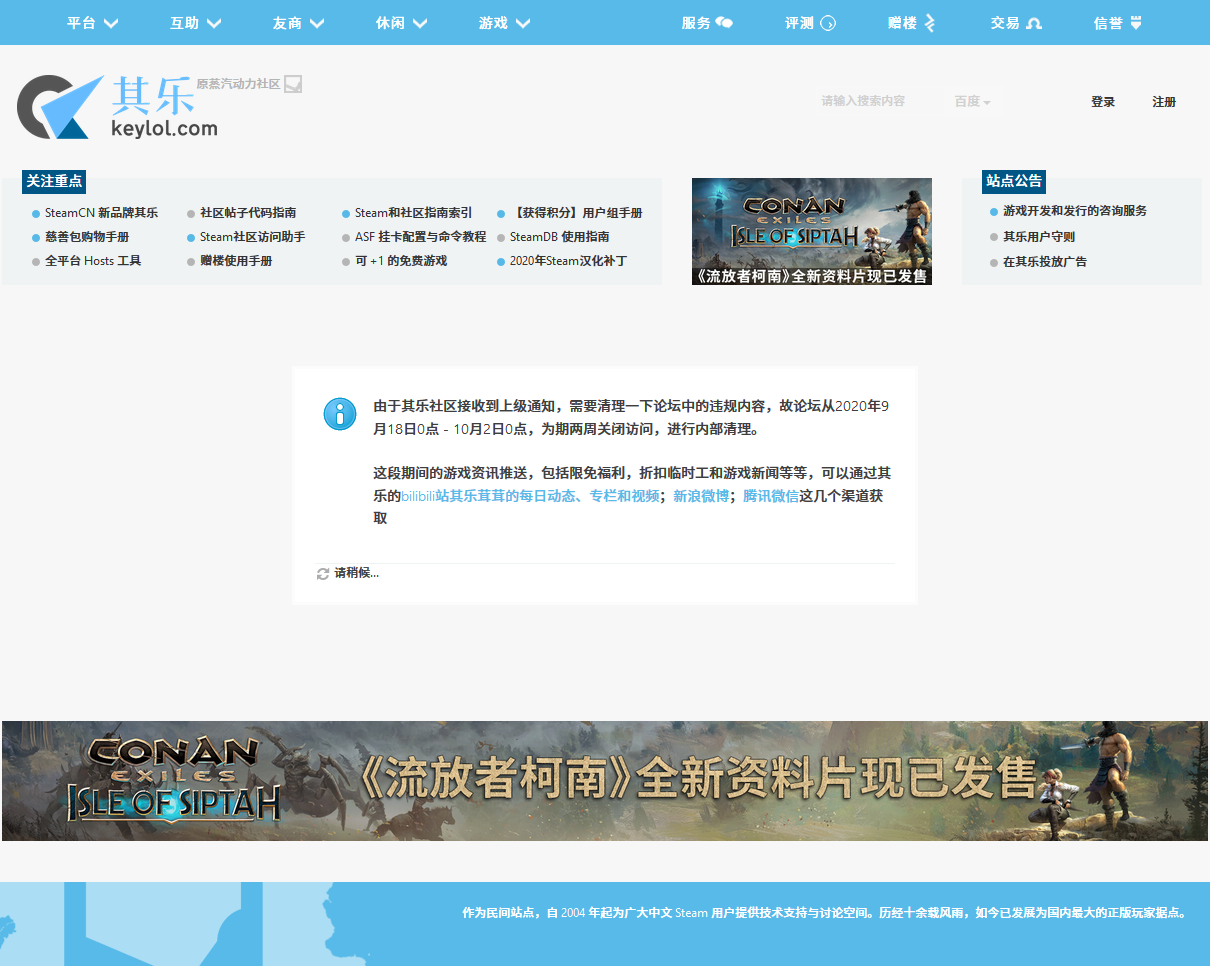 平台 互助 友商 休闲 游戏 服务 评测 赠楼 交易 信誉
其乐 原蒸汽动力社区
keylol.com
请输入搜索内容 百度 登录 注册
关注重点
SteamCN 新品牌其乐 社区帖子代码指南 Steam和社区指南索引 【获得积分】用户组手册
慈善包购物手册 Steam社区访问助手 ASF 挂卡配置与命令教程 SteamDB 使用指南
全平台 Hosts 工具 赠楼使用手册 可 +1 的免费游戏 2020年Steam汉化补丁
CONAN
EXILES
ISLE OF SIPTAH
《流放者柯南》全新资料片现已发售
站点公告
游戏开发和发行的咨询服务
其乐用户守则
在其乐投放广告
由于其乐社区接收到上级通知，需要清理一下论坛中的违规内容，故论坛从2020年9
月18日0点 - 10月2日0点，为期两周关闭访问，进行内部清理。
这段期间的游戏资讯推送，包括限免福利，折扣临时工和游戏新闻等等，可以通过其
乐的bilibili站其乐茸茸的每日动态、专栏和视频；新浪微博；腾讯微信这几个渠道获
取
请稍候...
CONAN
EXILES
ISLE OF SIPTAH
《流放者柯南》全新资料片现已发售
作为民间站点，自 2004 年起为广大中文 Steam 用户提供技术支持与讨论空间。历经十余载风雨，如今已发展为国内最大的正版玩家据点。